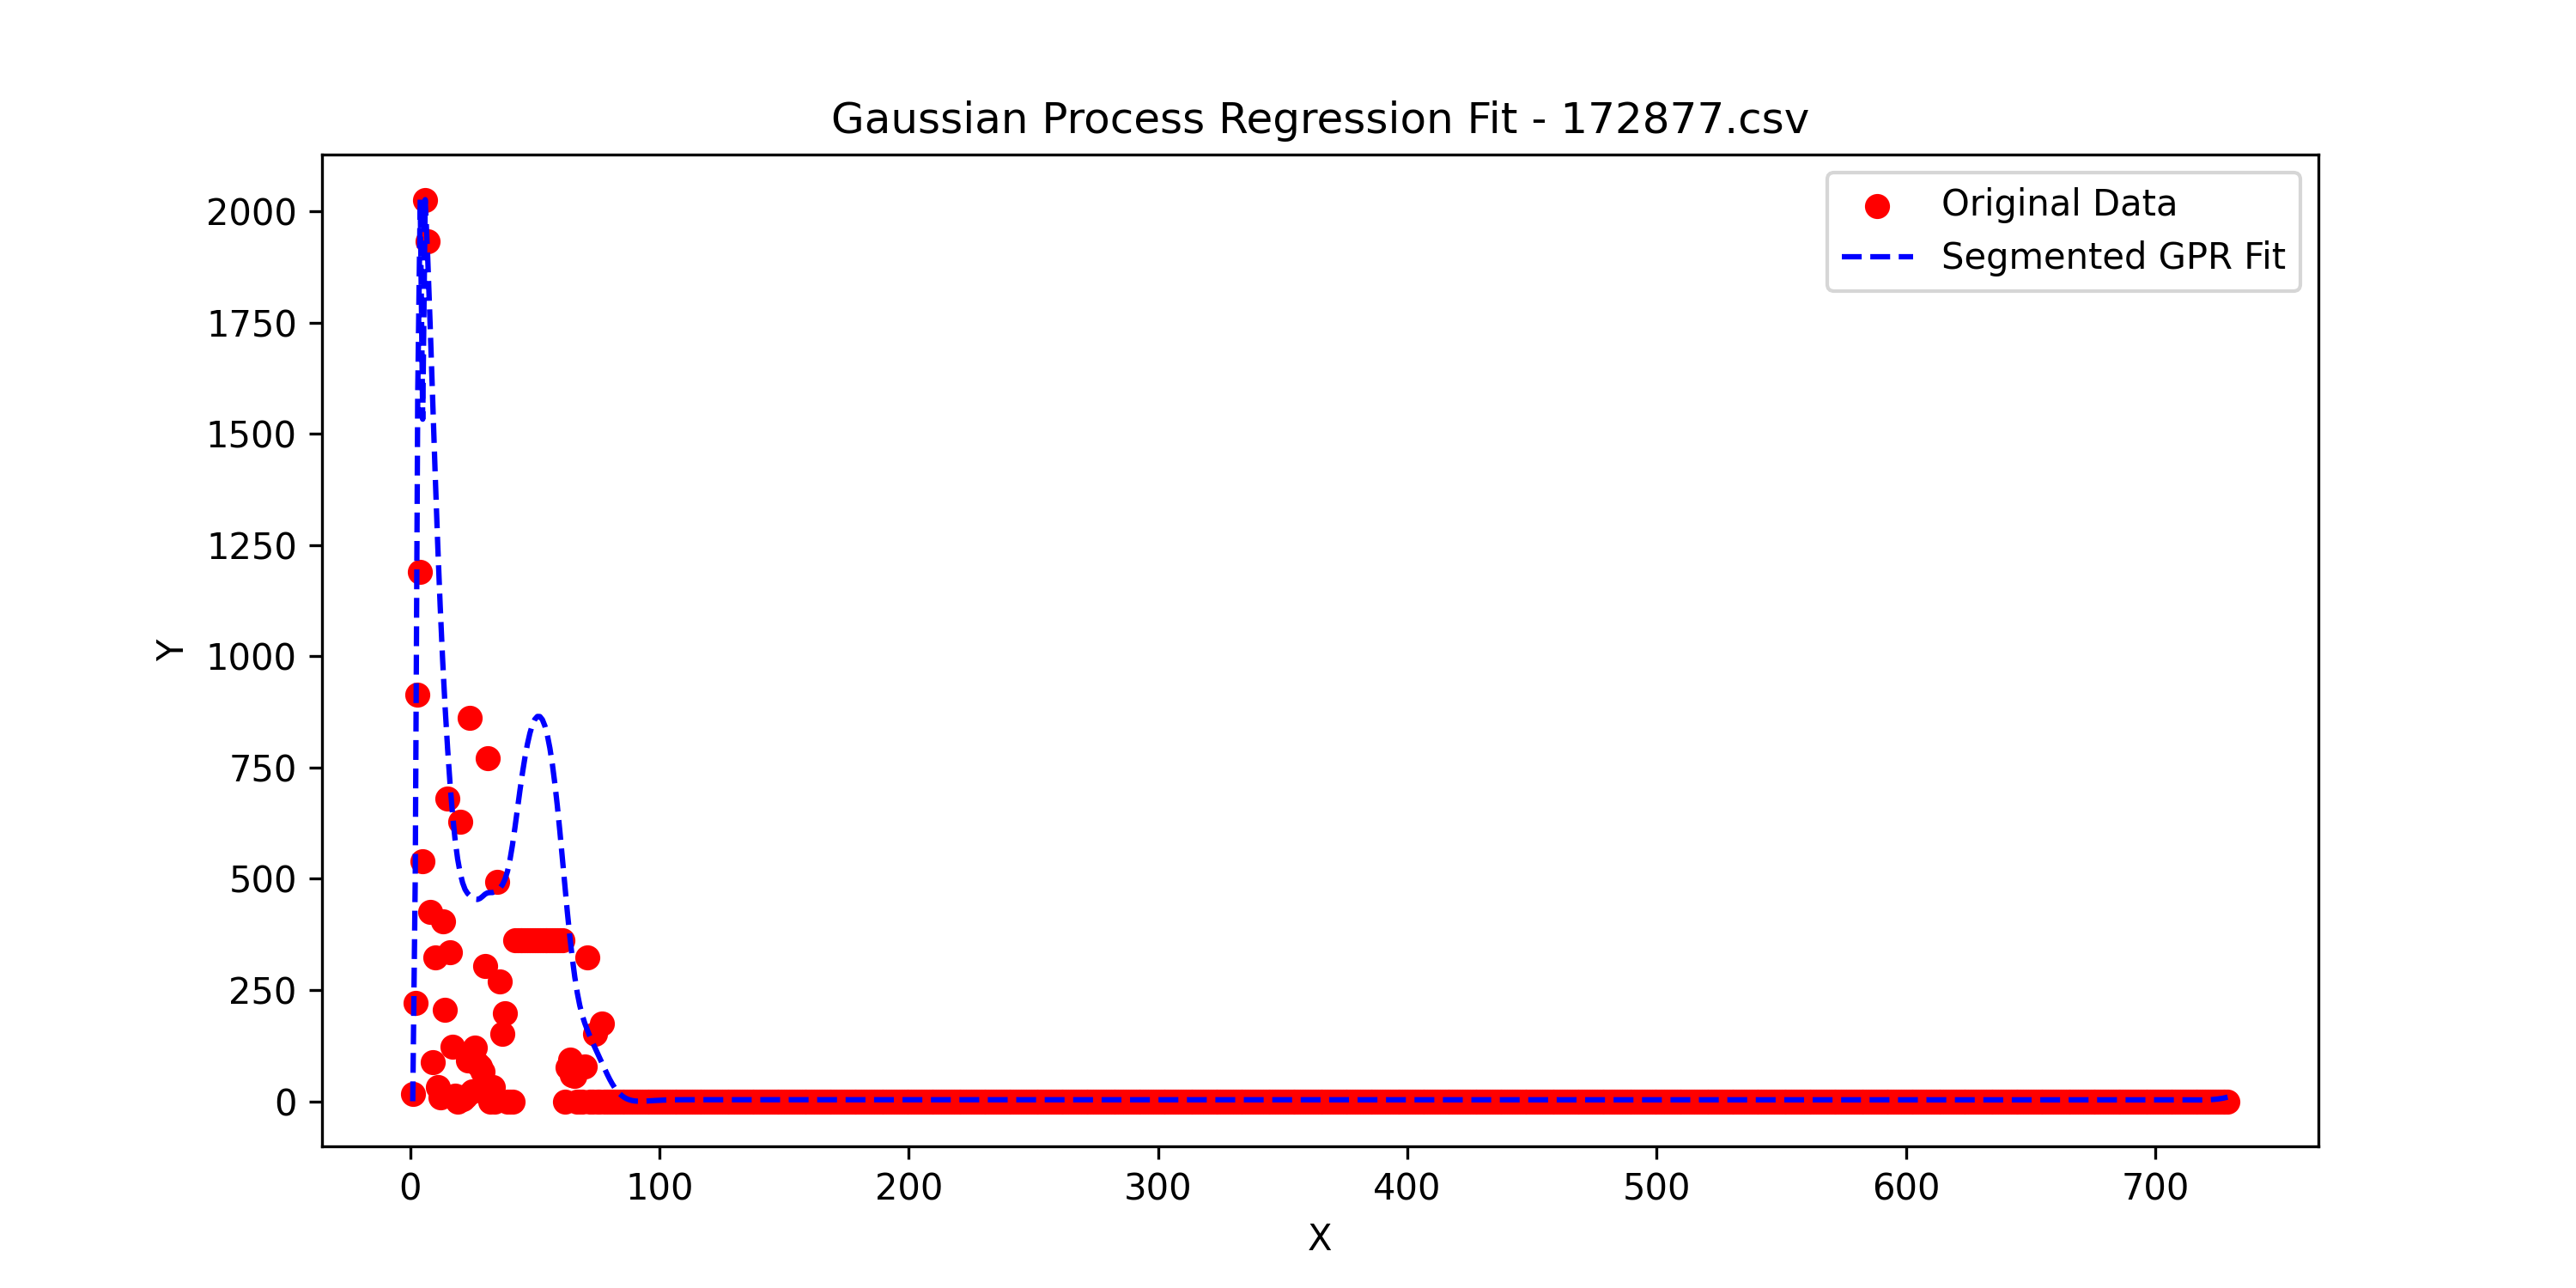 Gaussian Process Regression Fit - 172877.csv
Original Data
Segmented GPR Fit
2000
1750
1500
1250
1000
750
500
250
0
Y
0 100 200 300 400 500 600 700
X